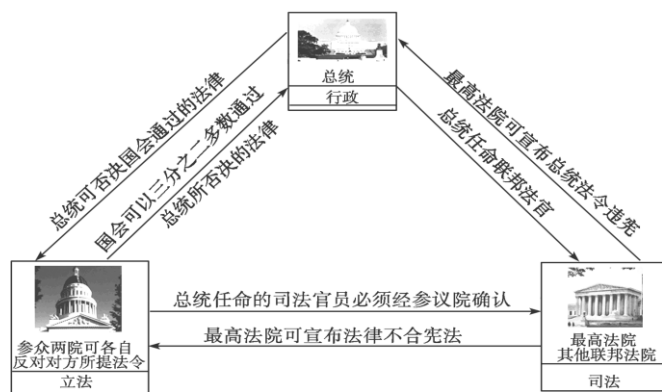 总统
行政
总统可否决国会通过的法律
国会可以三分之二多数通过
总统所否决的法律
最高法院可宣布总统法令违宪
总统任命联邦法官
参众两院可各自
反对对方所提法令
立法
总统任命的司法官员必须经参议院确认
最高法院可宣布法律不合宪法
最高法院
其他联邦法院
司法